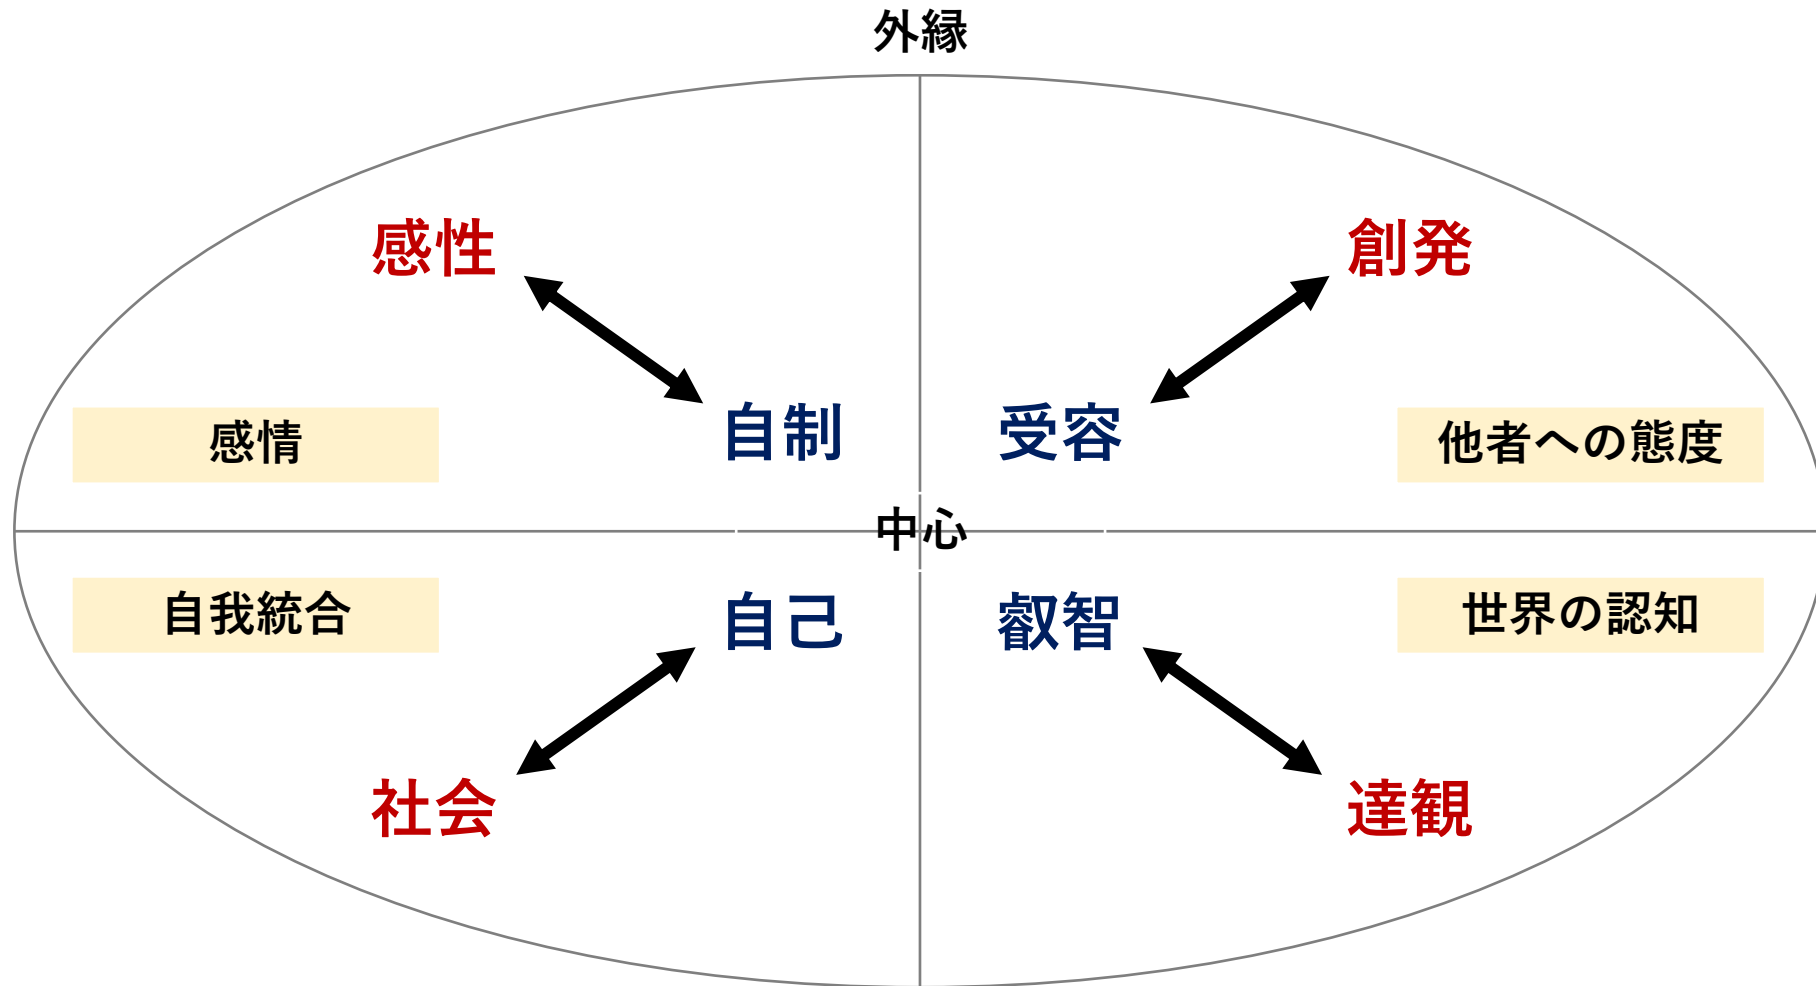 外縁
感性
創発
自制
受容
感情
他者への態度
中心
自我統合
自己
叡智
世界の認知
社会
達観